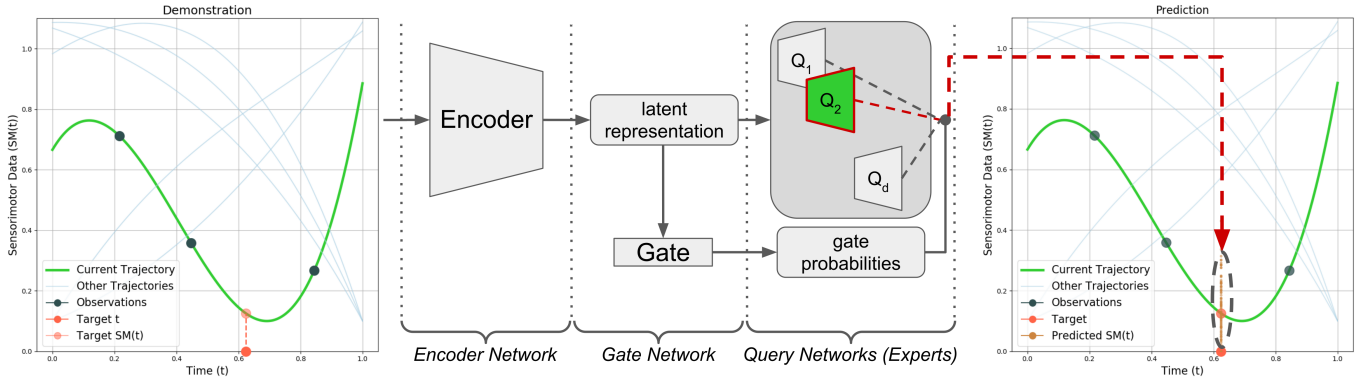 Demonstration
Sensorimotor Data (SM(t))
1.0
0.8
0.6
0.4
0.2
0.0
0.0
0.2
0.4
0.6
0.8
1.0
Time (t)
Current Trajectory
Other Trajectories
Observations
Target t
Target SM(t)
Encoder
latent
representation
Gate
Q1
Q2
Qd
gate
probabilities
Encoder Network
Gate Network
Query Networks (Experts)
Prediction
Sensorimotor Data (SM(t))
1.0
0.8
0.6
0.4
0.2
0.0
0.0
0.2
0.4
0.6
0.8
1.0
Time (t)
Current Trajectory
Other Trajectories
Observations
Target
Predicted SM(t)